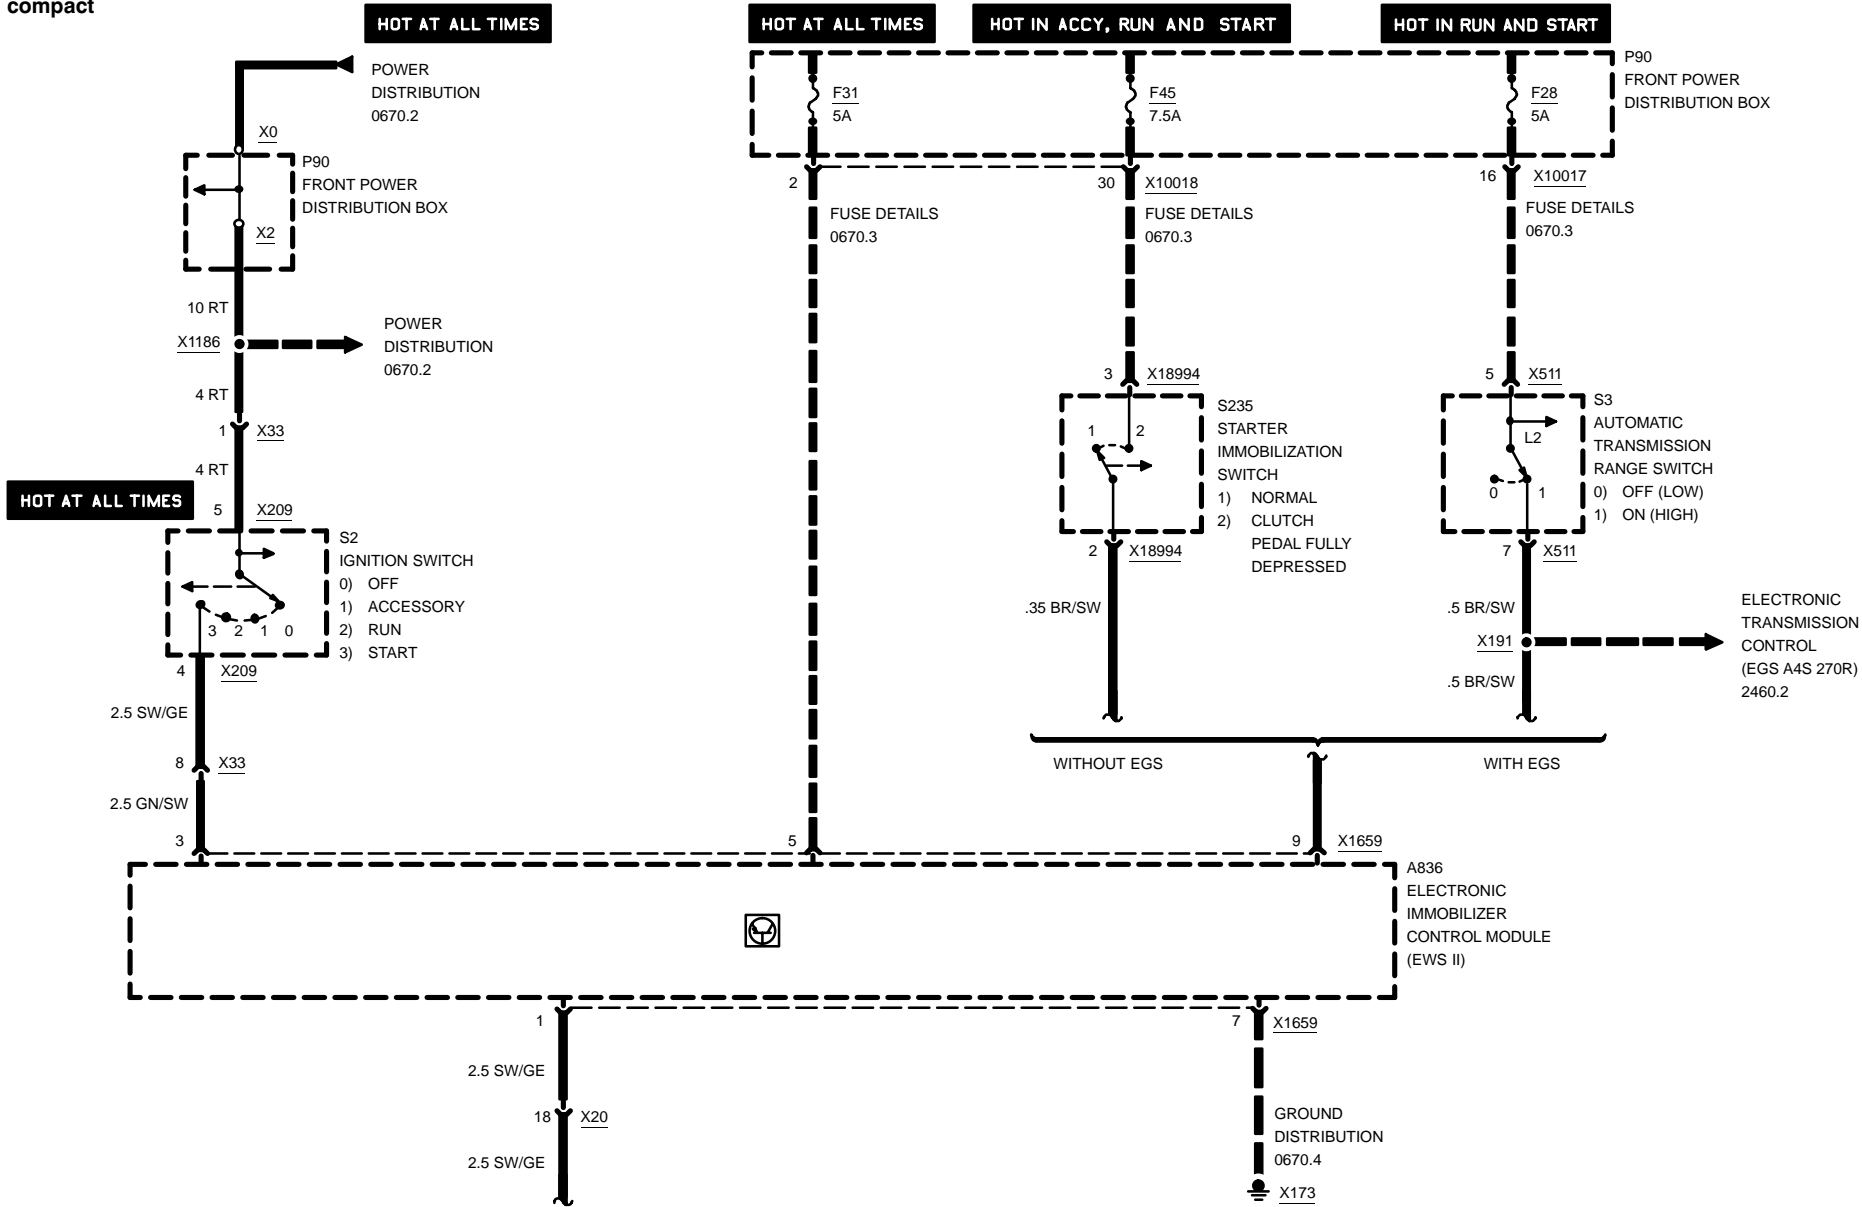 compact
HOT AT ALL TIMES
HOT AT ALL TIMES
HOT IN ACCY, RUN AND START
HOT IN RUN AND START
POWER
DISTRIBUTION
0670.2
X0
P90
FRONT POWER
DISTRIBUTION BOX
X2
10 RT
X1186
POWER
DISTRIBUTION
0670.2
4 RT
1 X33
4 RT
HOT AT ALL TIMES
5 X209
S2
IGNITION SWITCH
0) OFF
1) ACCESSORY
2) RUN
3) START
3 2 1 0
4 X209
2.5 SW/GE
8 X33
2.5 GN/SW
3
F31
5A
F45
7.5A
F28
5A
P90
FRONT POWER
DISTRIBUTION BOX
2
30 X10018
16 X10017
FUSE DETAILS
0670.3
FUSE DETAILS
0670.3
FUSE DETAILS
0670.3
3 X18994
S235
STARTER
IMMOBILIZATION
SWITCH
1) NORMAL
2) CLUTCH
PEDAL FULLY
DEPRESSED
1 2
2 X18994
.35 BR/SW
5 X511
S3
AUTOMATIC
TRANSMISSION
RANGE SWITCH
0) OFF (LOW)
1) ON (HIGH)
L2
0 1
7 X511
.5 BR/SW
X191
.5 BR/SW
ELECTRONIC
TRANSMISSION
CONTROL
(EGS A4S 270R)
2460.2
WITHOUT EGS
WITH EGS
5
9 X1659
A836
ELECTRONIC
IMMOBILIZER
CONTROL MODULE
(EWS II)
1
7 X1659
2.5 SW/GE
18 X20
2.5 SW/GE
GROUND
DISTRIBUTION
0670.4
X173